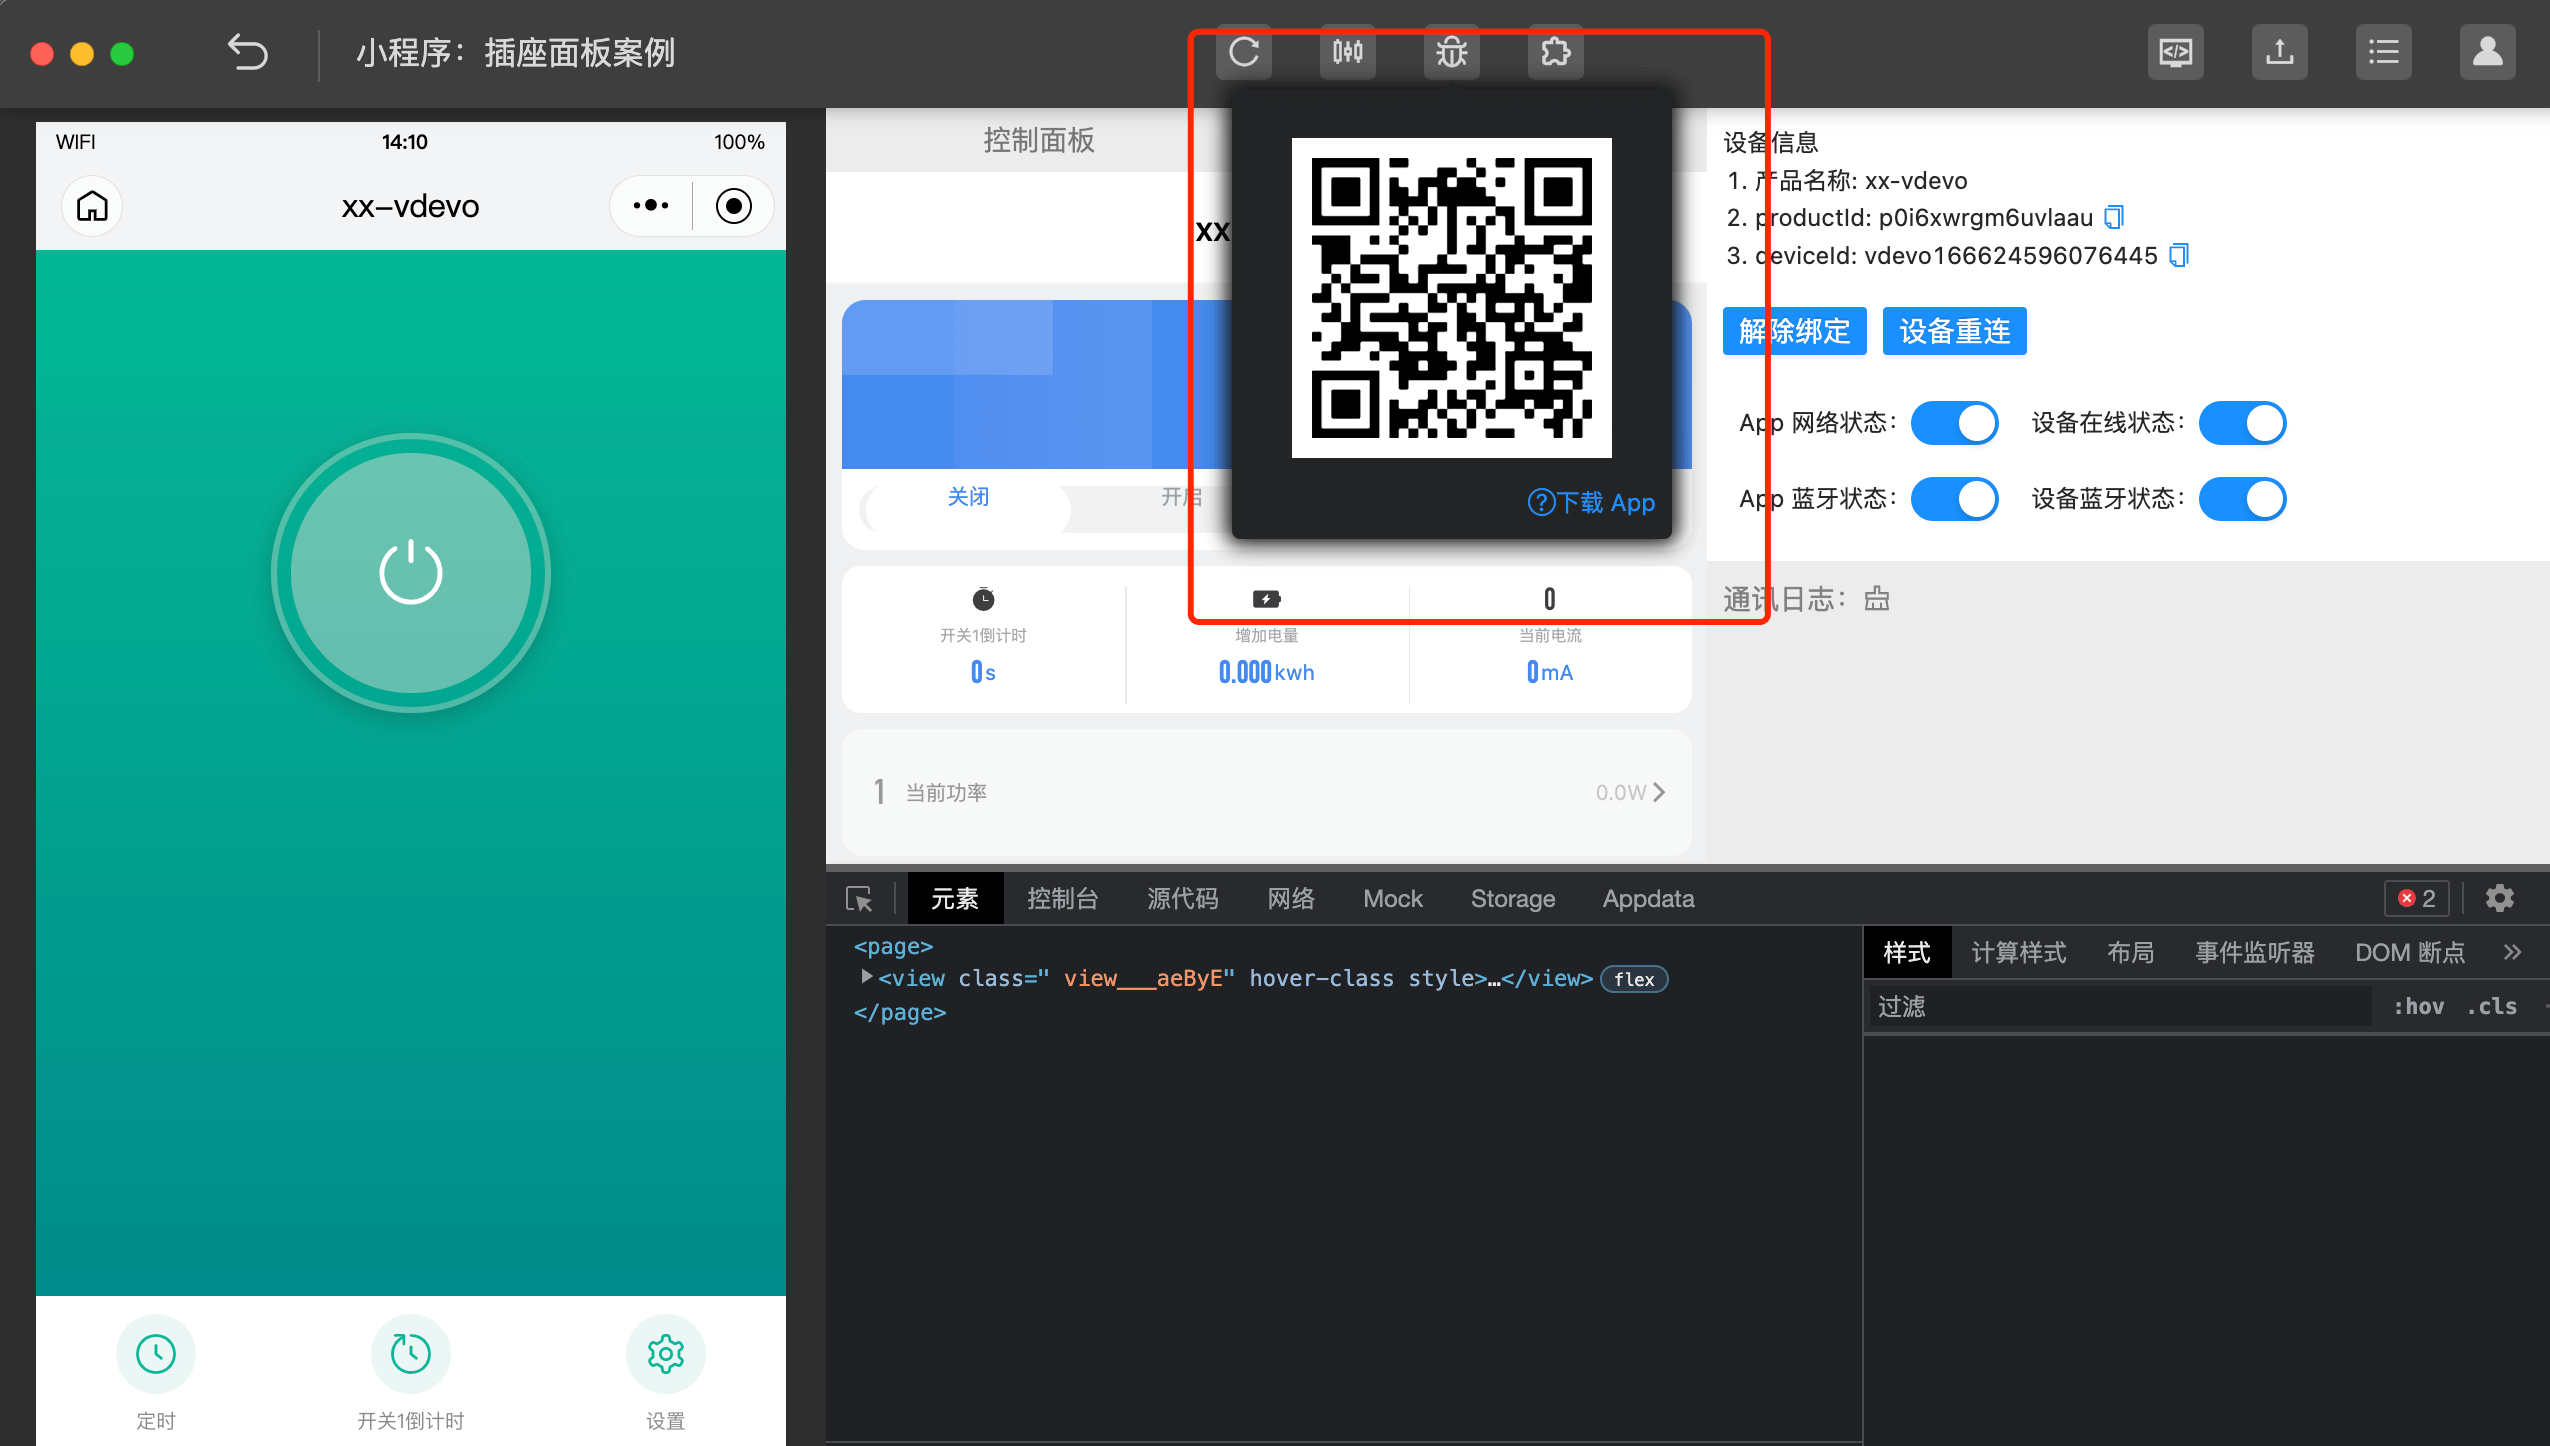 小程序：插座面板案例
WIFI
14:10
100%
xx-vdevo
定时
开关1倒计时
设置
控制面板
xx
关闭
开启
开关1倒计时
0s
增加电量
0.000kwh
0
当前电流
0mA
1 当前功率
0.0W
下载 App
设备信息
1. 产品名称: xx-vdevo
2. productId: p0i6xwrgm6uvlaau
3. deviceId: vdevo166624596076445
解除绑定
设备重连
App 网络状态：
设备在线状态：
App 蓝牙状态：
设备蓝牙状态：
通讯日志：
元素
控制台
源代码
网络
Mock
Storage
Appdata
2
<page>
<view class=" view___aeByE" hover-class style>…</view> flex
</page>
样式
计算样式
布局
事件监听器
DOM 断点
过滤
:hov .cls